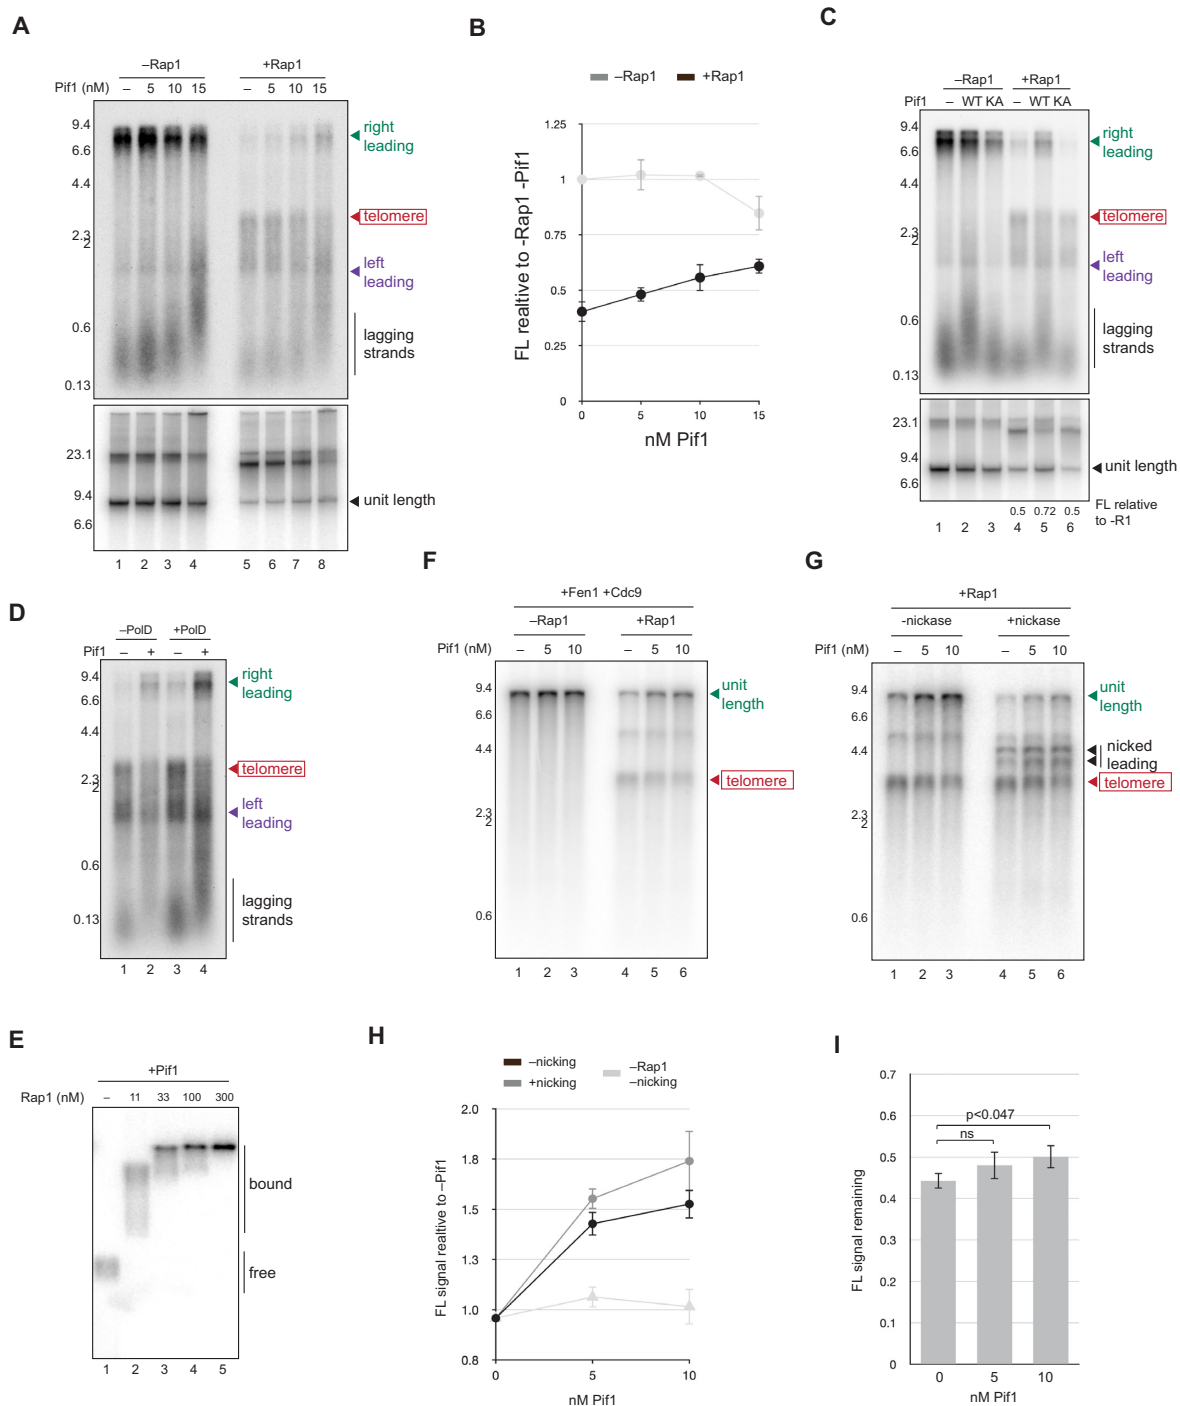 A
–Rap1
+Rap1
Pif1 (nM)
–
5
10
15
–
5
10
15
9.4
6.6
4.4
2.3
2
0.6
0.13
right
leading
telomere
left
leading
lagging
strands
23.1
9.4
6.6
unit length
1
2
3
4
5
6
7
8
B
–Rap1
+Rap1
FL realtive to -Rap1 -Pif1
1.25
1
0.75
0.5
0.25
0
0
5
10
15
nM Pif1
C
–Rap1
+Rap1
Pif1
–
WT
KA
–
WT
KA
9.4
6.6
4.4
2.3
2
0.6
0.13
right
leading
telomere
left
leading
lagging
strands
23.1
9.4
6.6
unit length
0.5
0.72
0.5
FL relative
to -R1
1
2
3
4
5
6
D
–PolD
+PolD
Pif1
–
+
–
+
9.4
6.6
4.4
2.3
2
0.6
0.13
right
leading
telomere
left
leading
lagging
strands
1
2
3
4
F
+Fen1 +Cdc9
–Rap1
+Rap1
Pif1 (nM)
–
5
10
–
5
10
9.4
6.6
4.4
2.3
2
0.6
unit
length
telomere
1
2
3
4
5
6
G
+Rap1
-nickase
+nickase
Pif1 (nM)
–
5
10
–
5
10
9.4
6.6
4.4
2.3
2
0.6
unit
length
nicked
leading
telomere
1
2
3
4
5
6
E
+Pif1
Rap1 (nM)
–
11
33
100
300
bound
free
1
2
3
4
5
H
–nicking
+nicking
–Rap1
–nicking
FL signal realtive to –Pif1
2.0
1.8
1.5
1.3
1.0
0.8
0
5
10
nM Pif1
I
FL signal remaining
0.7
0.6
0.5
0.4
0.3
0.2
0.1
0
p<0.047
ns
0
5
10
nM Pif1